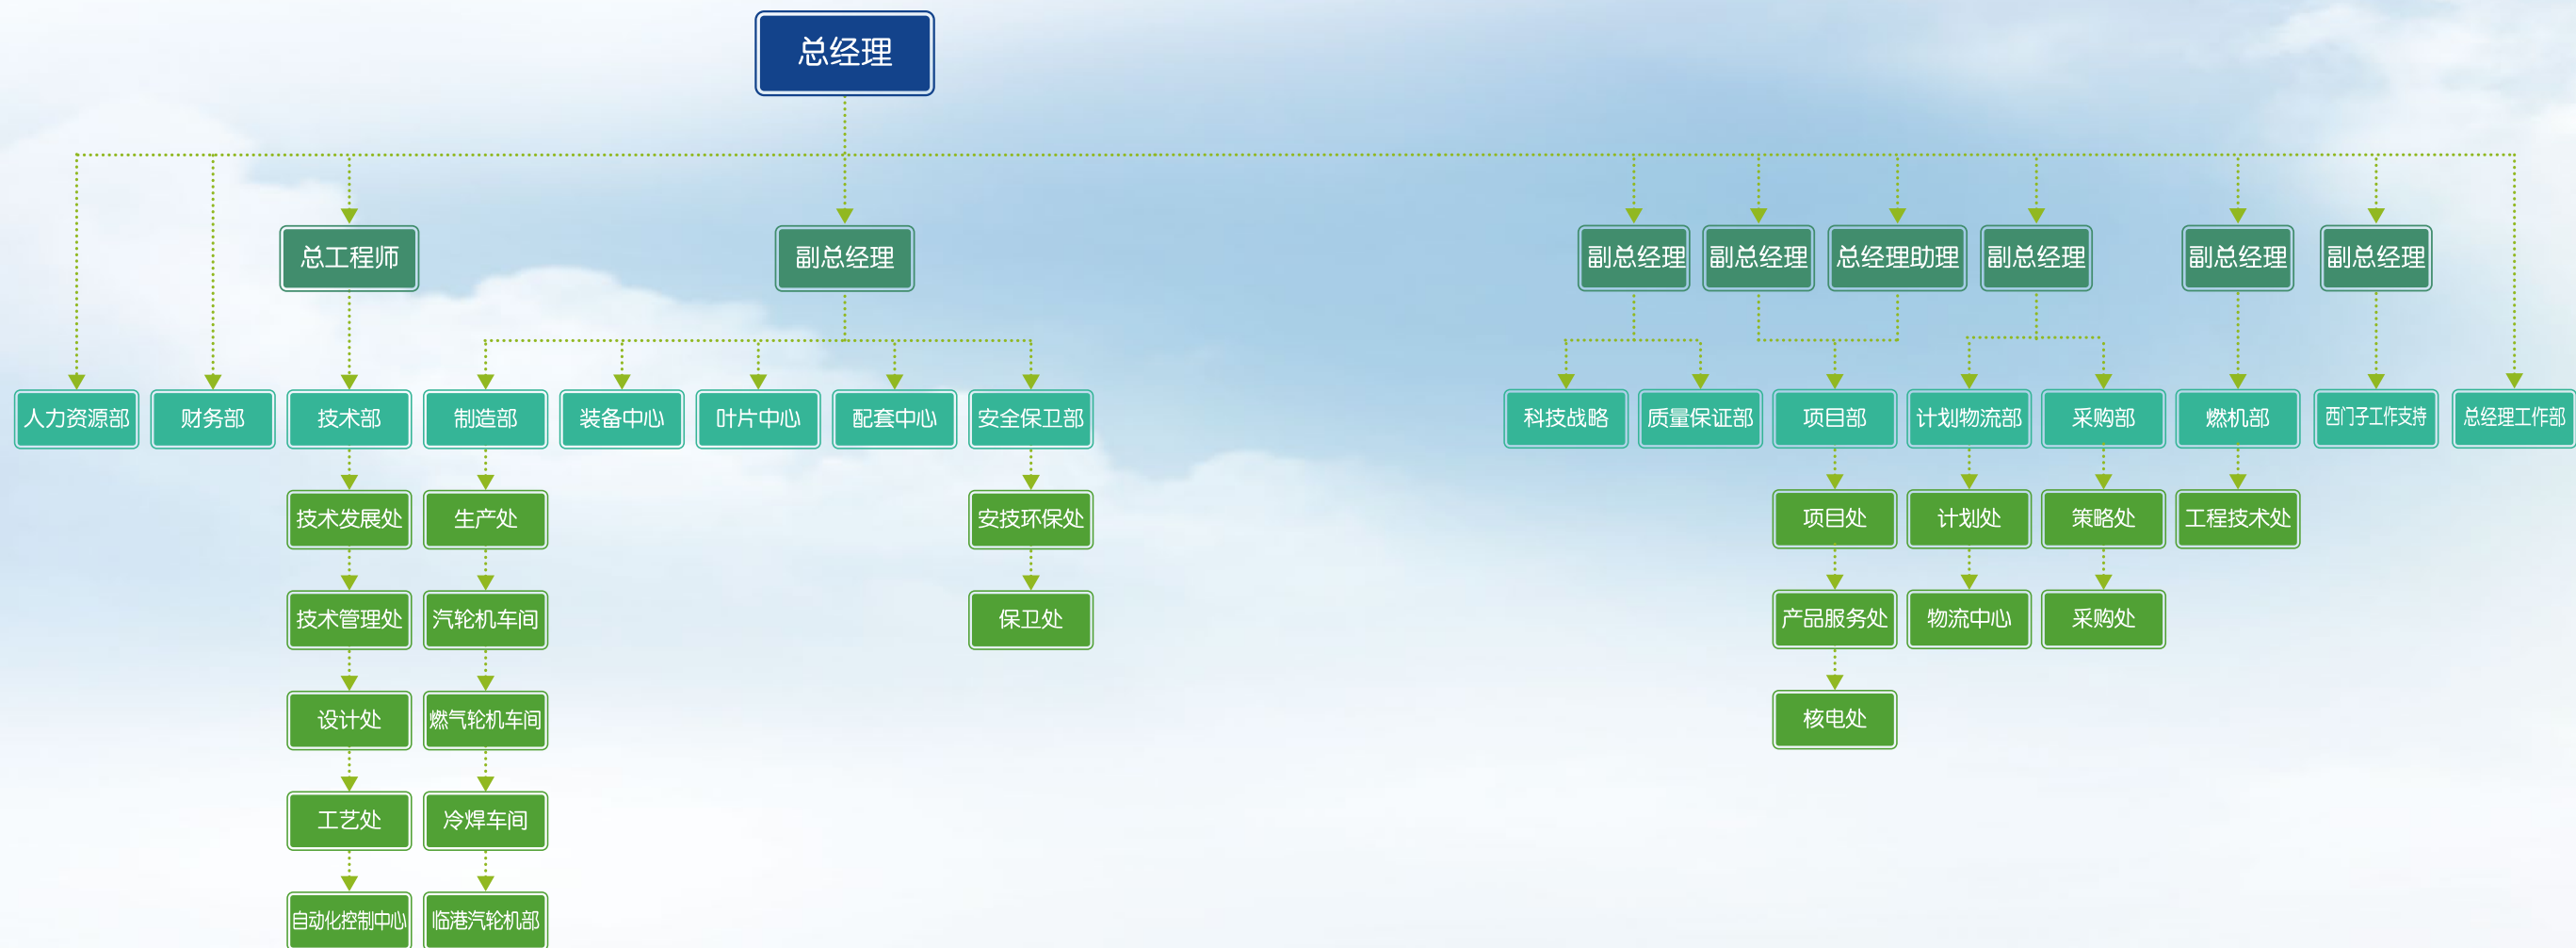 总经理
总工程师
副总经理
副总经理
副总经理
总经理助理
副总经理
副总经理
副总经理
人力资源部
财务部
技术部
制造部
装备中心
叶片中心
配套中心
安全保卫部
科技战略
质量保证部
项目部
计划物流部
采购部
燃机部
西门子工作支持
总经理工作部
技术发展处
生产处
安技环保处
项目处
计划处
策略处
工程技术处
技术管理处
汽轮机车间
保卫处
产品服务处
物流中心
采购处
设计处
燃气轮机车间
核电处
工艺处
冷焊车间
自动化控制中心
临港汽轮机部